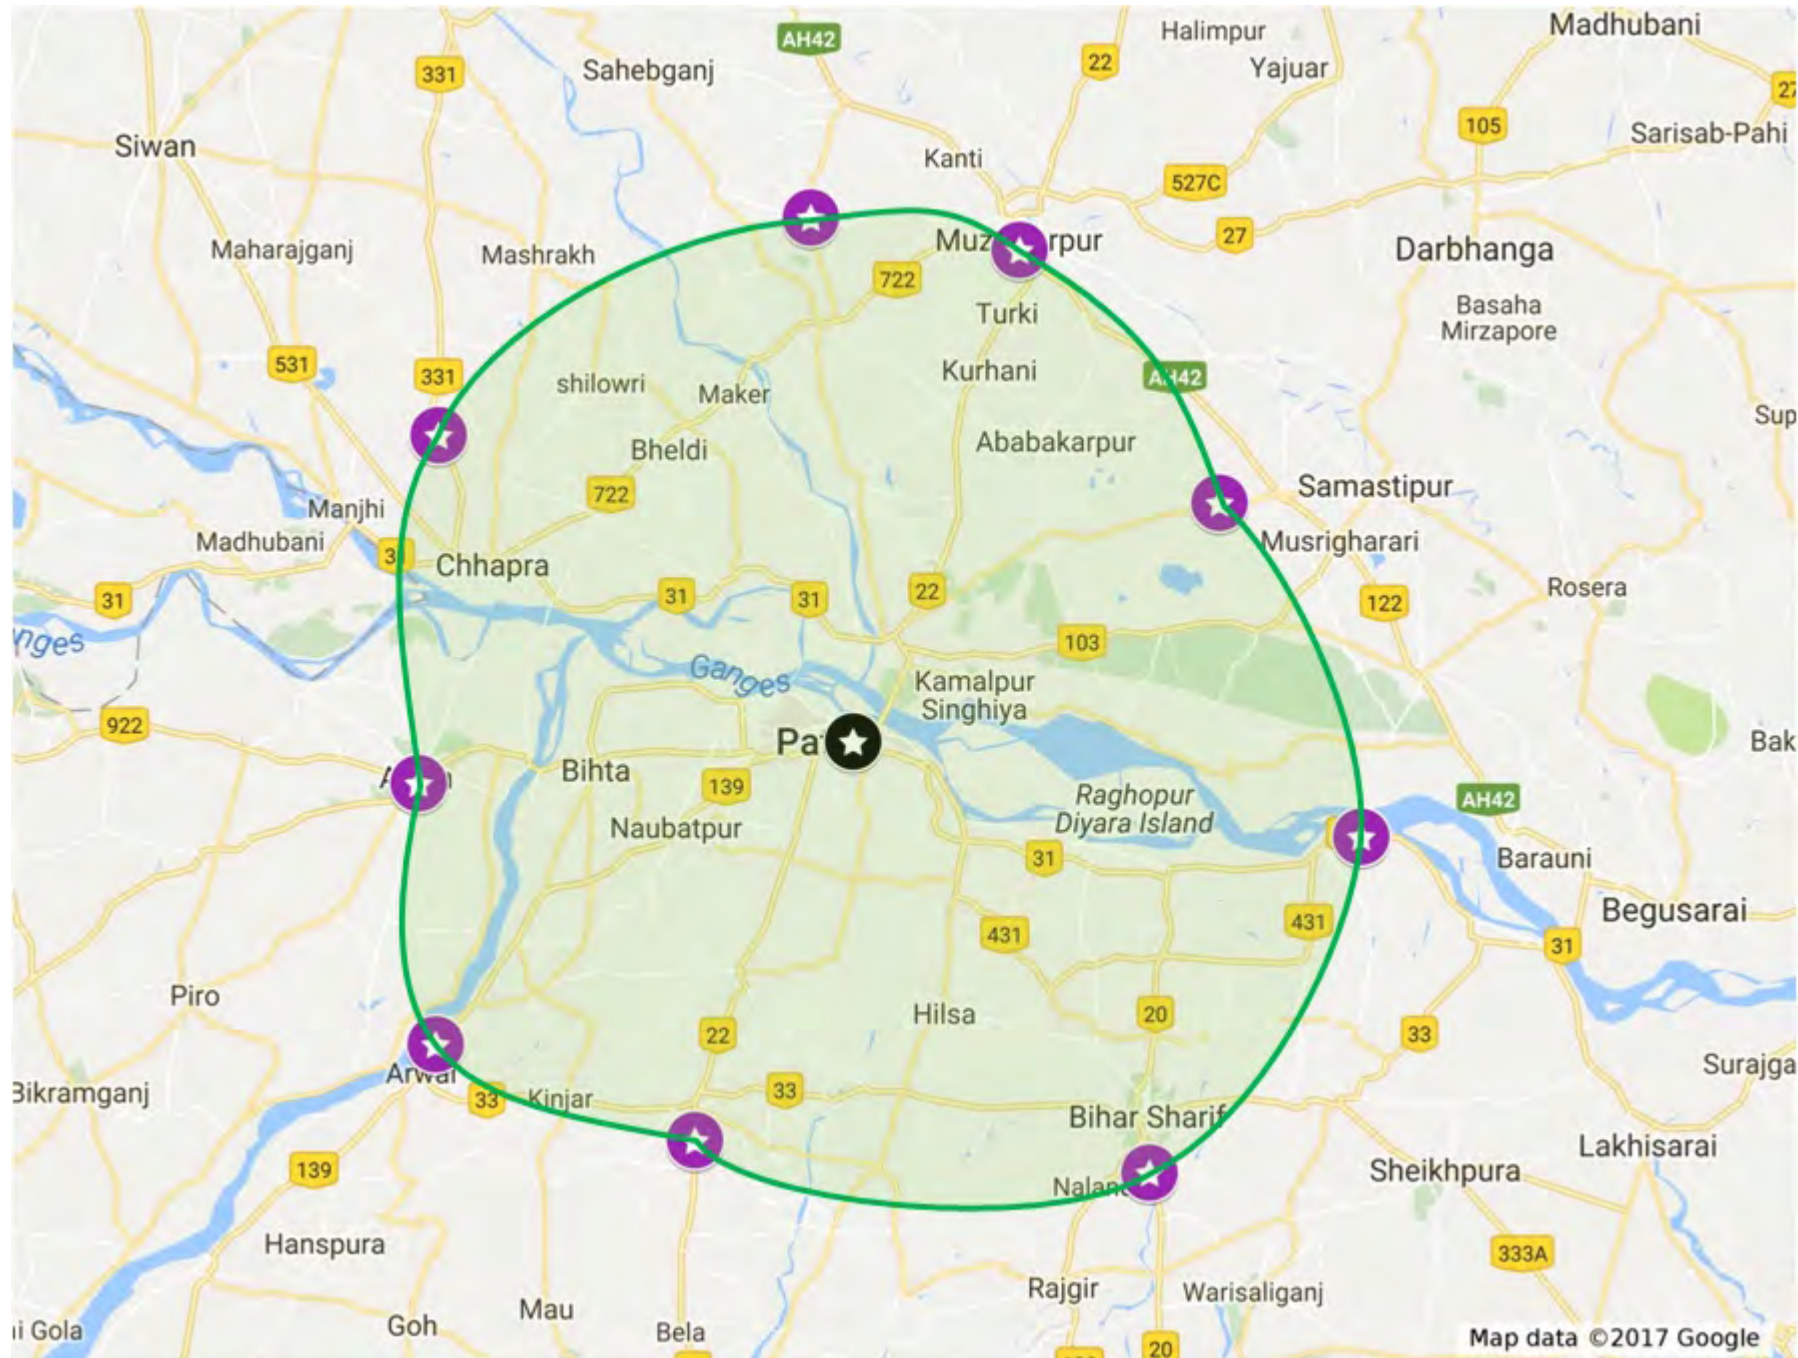 AH42
Halimpur
Madhubani
331
Sahebganj
22
Yajuar
27
Siwan
105
Sarisab-Pahi
Kanti
527C
Maharajganj
Mashrakh
27
Darbhanga
722
Turki
Basaha
Mirzapore
531
331
shilowri
Maker
Kurhani
AH42
Sup
Bheldi
Ababakarpur
722
Samastipur
Manjhi
Madhubani
Chhapra
Musrigharari
31
31
31
22
122
Rosera
nges
103
Ganges
Kamalpur
Singhiya
922
Bak
Bihta
139
Raghopur
Diyara Island
AH42
Naubatpur
31
Barauni
Begusarai
431
431
31
Piro
Hilsa
20
22
33
Surajga
Bikramganj
Arwal
33
Kinjar
33
Bihar Sharif
139
Lakhisarai
Sheikhpura
Hanspura
333A
Rajgir
Warisaliganj
Mau
Goh
Bela
i Gola
20
Map data ©2017 Google